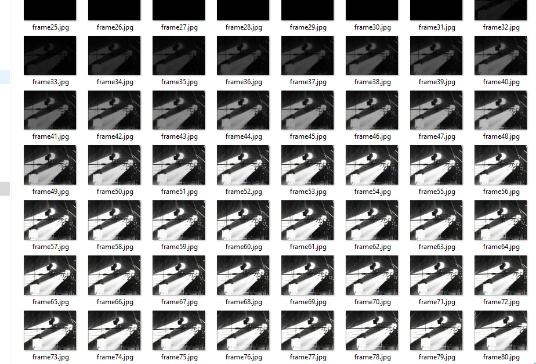 frame25.jpg frame26.jpg frame27.jpg frame28.jpg frame29.jpg frame30.jpg frame31.jpg frame32.jpg
frame33.jpg frame34.jpg frame35.jpg frame36.jpg frame37.jpg frame38.jpg frame39.jpg frame40.jpg
frame41.jpg frame42.jpg frame43.jpg frame44.jpg frame45.jpg frame46.jpg frame47.jpg frame48.jpg
frame49.jpg frame50.jpg frame51.jpg frame52.jpg frame53.jpg frame54.jpg frame55.jpg frame56.jpg
frame57.jpg frame58.jpg frame59.jpg frame60.jpg frame61.jpg frame62.jpg frame63.jpg frame64.jpg
frame65.jpg frame66.jpg frame67.jpg frame68.jpg frame69.jpg frame70.jpg frame71.jpg frame72.jpg
frame73.jpg frame74.jpg frame75.jpg frame76.jpg frame77.jpg frame78.jpg frame79.jpg frame80.jpg